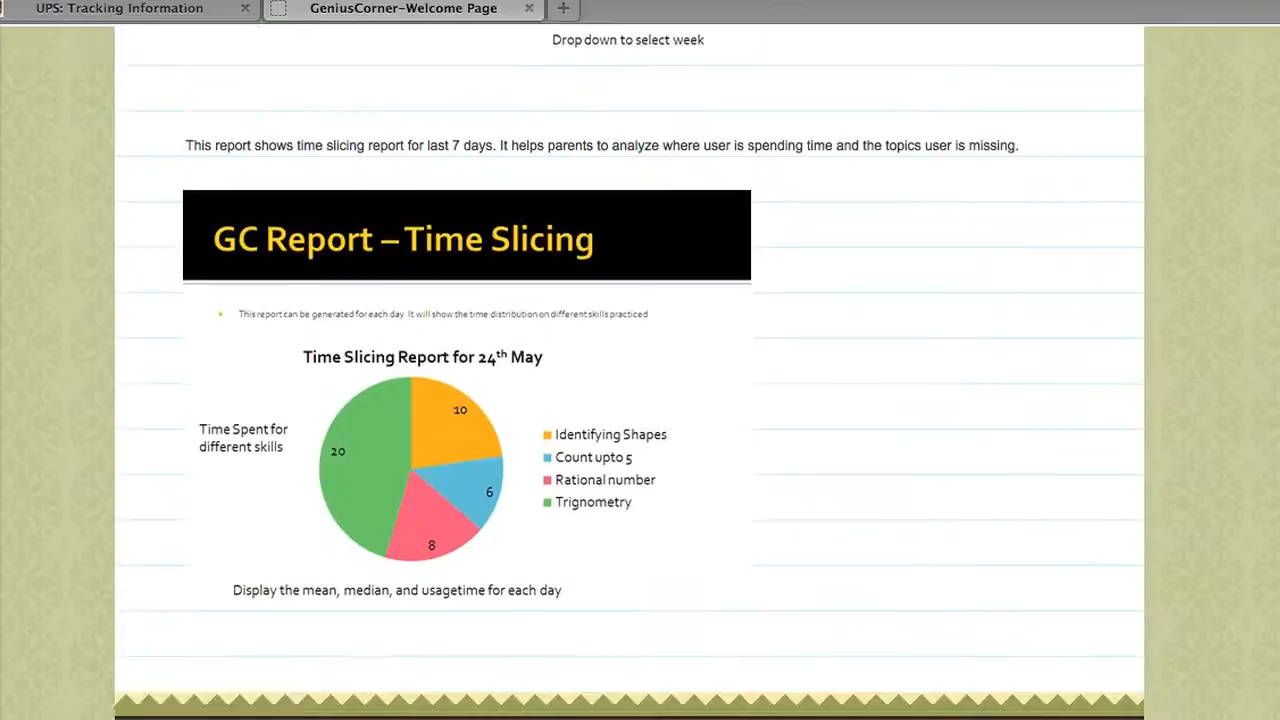 UPS: Tracking Information
GeniusCorner-Welcome Page
Drop down to select week
This report shows time slicing report for last 7 days. It helps parents to analyze where user is spending time and the topics user is missing.
GC Report – Time Slicing
This report can be generated for each day It will show the time distribution on different skills practiced
Time Slicing Report for 24th May
Time Spent for
different skills
10
20
6
8
Identifying Shapes
Count upto 5
Rational number
Trignometry
Display the mean, median, and usagetime for each day